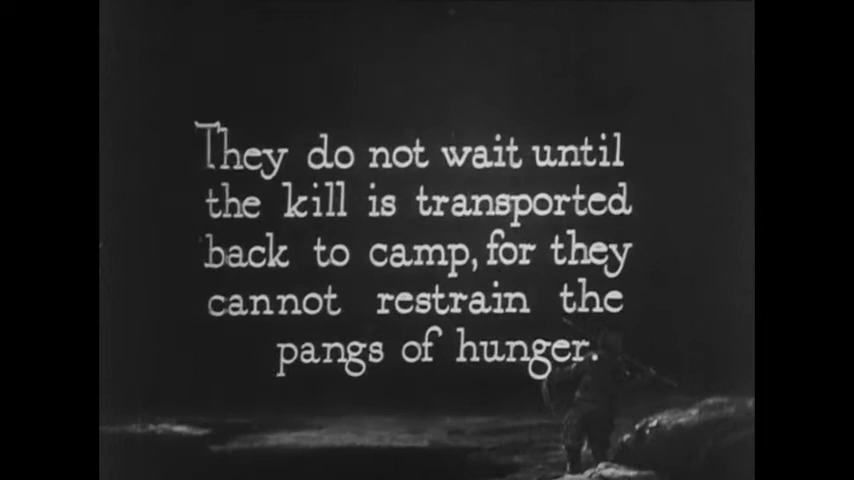 They do not wait until
the kill is transported
back to camp, for they
cannot restrain the
pangs of hunger.